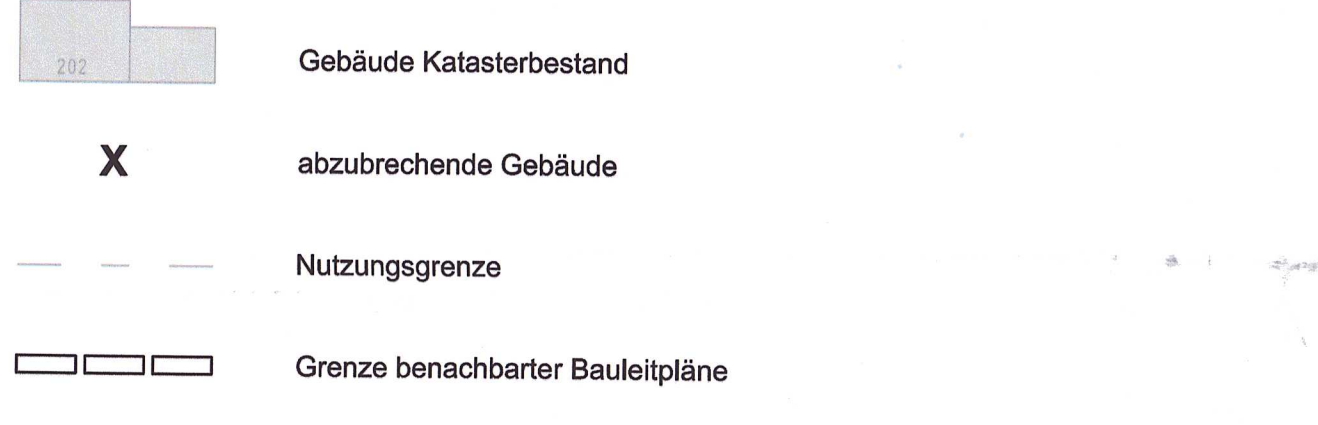 202
Gebäude Katasterbestand
X
abzubrechende Gebäude
Nutzungsgrenze
Grenze benachbarter Bauleitpläne